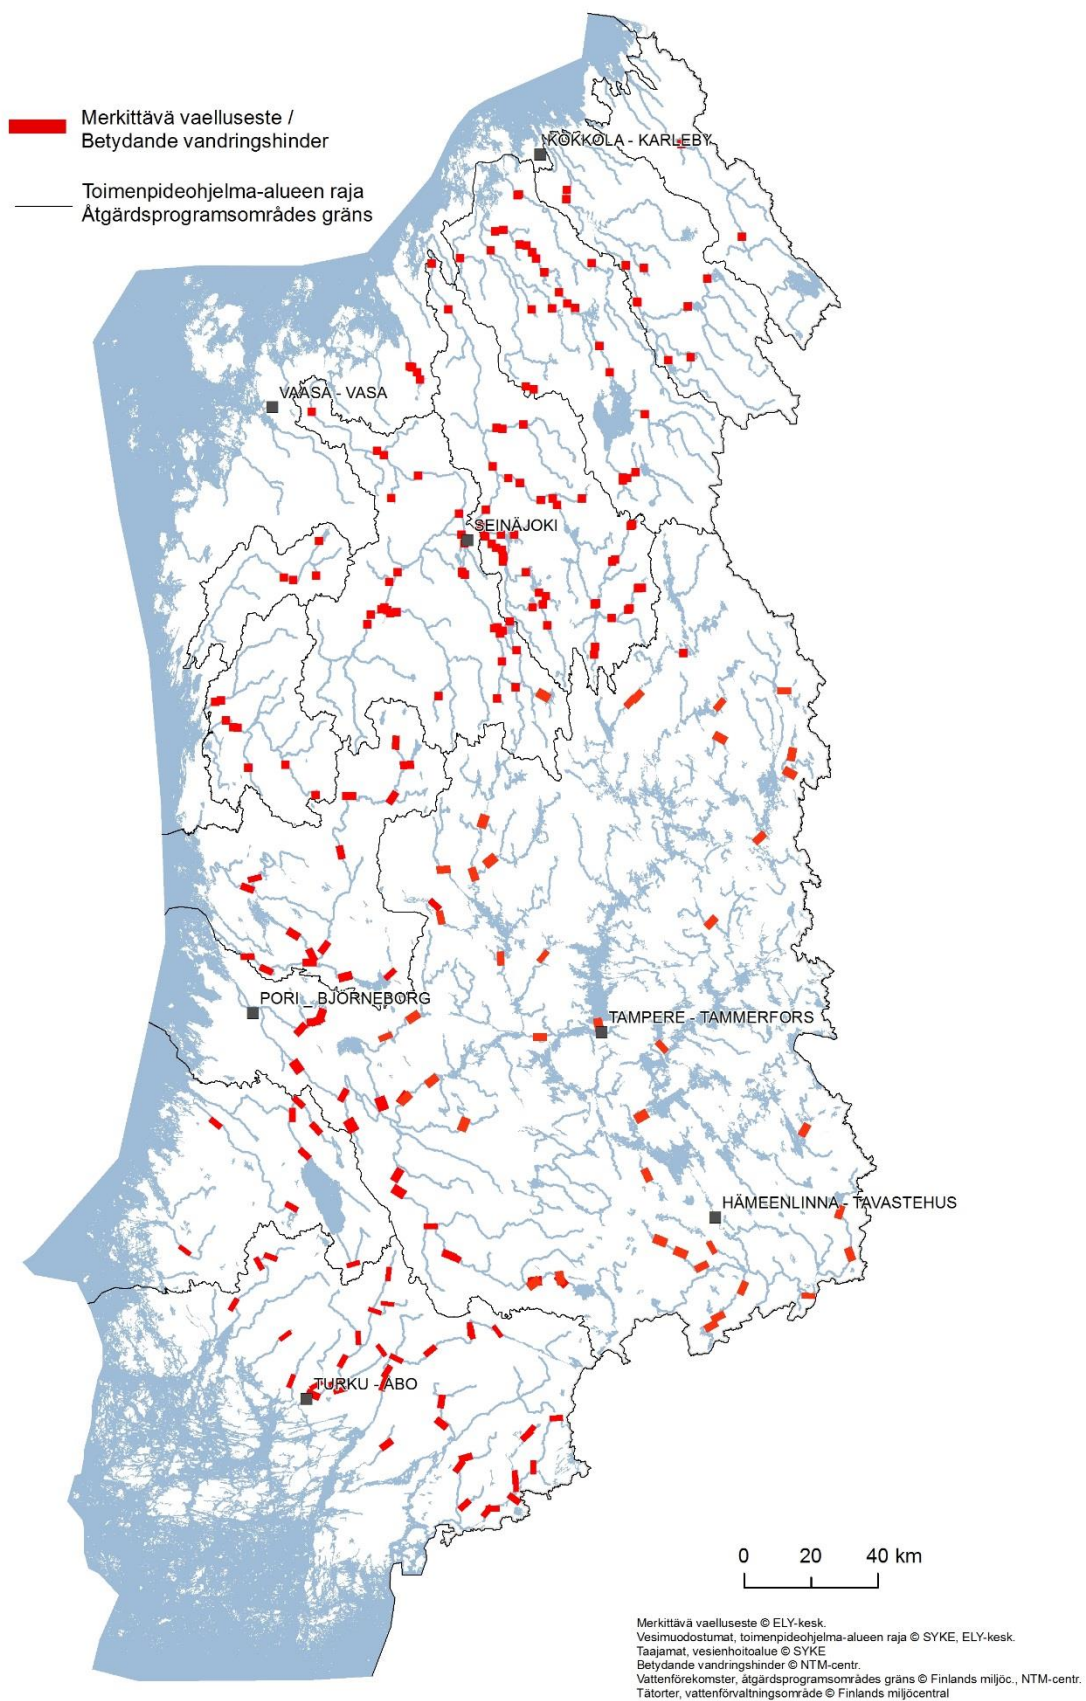 Merkittävä vaelluseste /
Betydande vandringshinder
Toimenpideohjelma-alueen raja
Åtgärdsprogramsområdes gräns
KOKKOLA - KARLEBY
VAASA - VASA
SEINÄJOKI
PORI _ BJÖRNEBORG
TAMPERE - TAMMERFORS
HÄMEENLINNA - TAVASTEHUS
TURKU - ÅBO
0 20 40 km
Merkittävä vaelluseste © ELY-kesk.
Vesimuodostumat, toimenpideohjelma-alueen raja © SYKE, ELY-kesk.
Taajamat, vesienhoitoalue © SYKE
Betydande vandringshinder © NTM-centr.
Vattenförekomster, åtgärdsprogramsområdes gräns © Finlands miljöc., NTM-centr.
Tätorter, vattenförvaltningsområde © Finlands miljöcentral